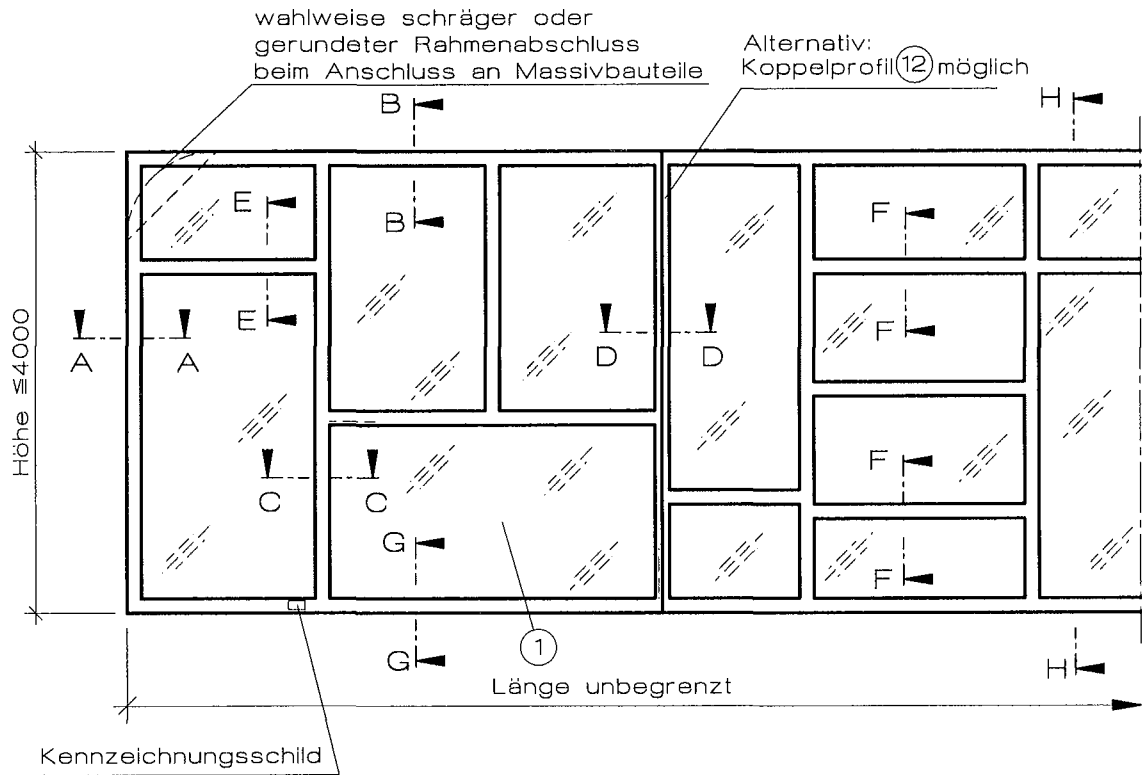 wahlweise schräger oder
gerundeter Rahmenabschluss
beim Anschluss an Massivbauteile
Alternativ:
Koppelprofil 12 möglich
B
H
E
B
F
E
F
A
A
D
D
Höhe ≦4000
C
C
F
G
F
1
G
H
Länge unbegrenzt
Kennzeichnungsschild